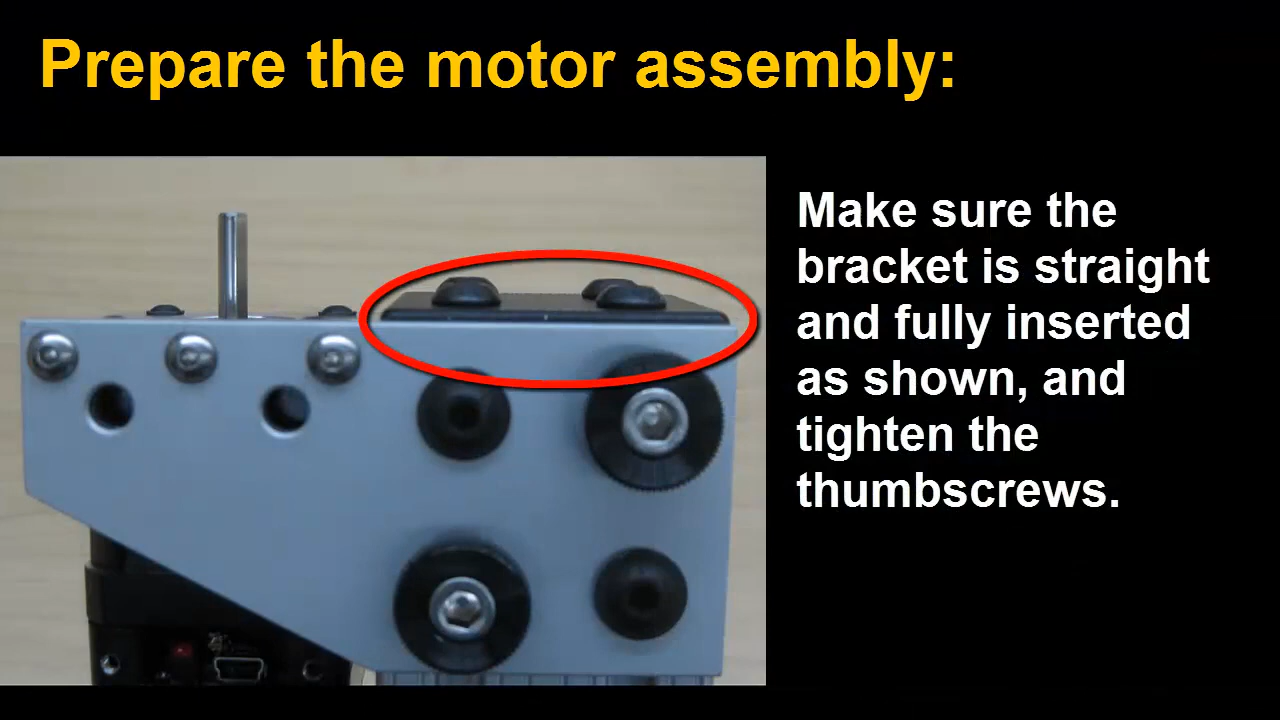 Prepare the motor assembly:
Make sure the
bracket is straight
and fully inserted
as shown, and
tighten the
thumbscrews.